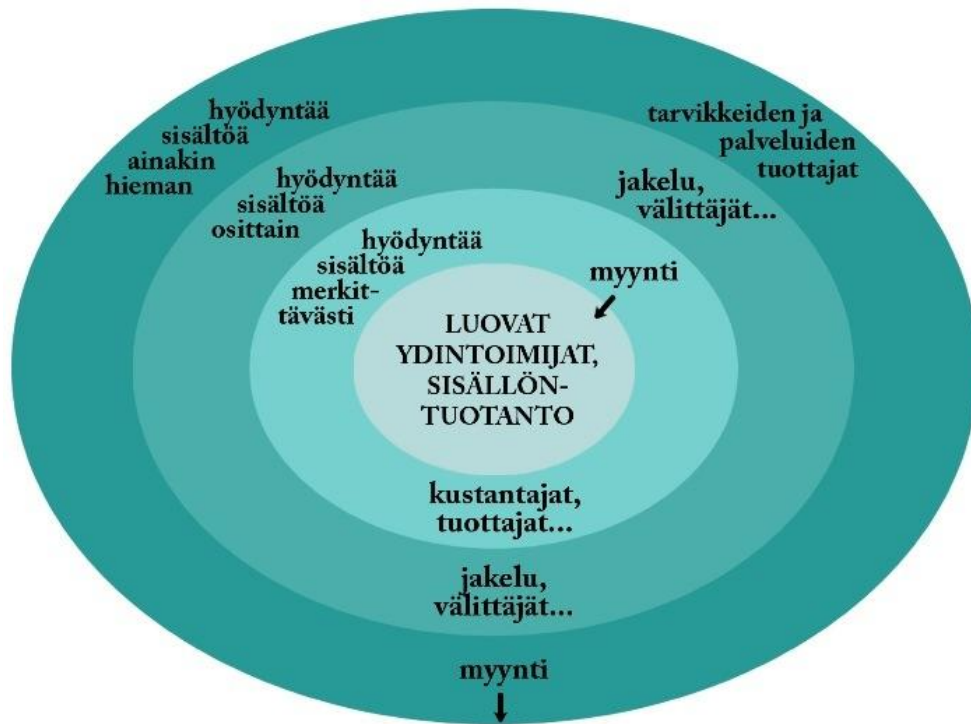 hyödyntää
sisältöä
ainakin
hieman
hyödyntää
sisältöä
osittain
hyödyntää
sisältöä
merkit-
tävästi
tarvikkeiden ja
palveluiden
tuottajat
jakelu,
välittäjät...
myynti
LUOVAT
YDINTOIMIJAT,
SISÄLLÖN-
TUOTANTO
kustantajat,
tuottajat...
jakelu,
välittäjät...
myynti